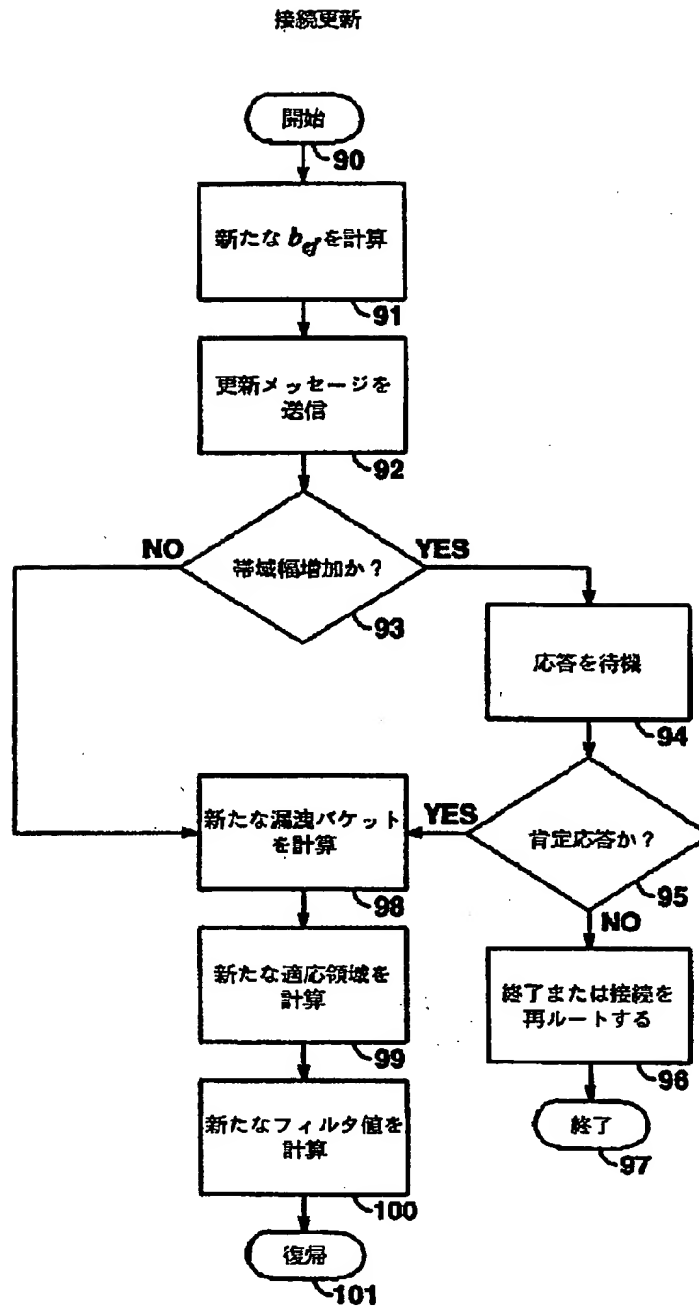 接続更新
開始
90
新たな b_ef を計算
91
更新メッセージを
送信
92
NO
YES
帯域幅増加か？
93
応答を待機
94
新たな漏洩バケット
を計算
98
YES
肯定応答か？
95
NO
新たな適応領域を
計算
99
終了または接続を
再ルートする
96
新たなフィルタ値を
計算
100
終了
97
復帰
101